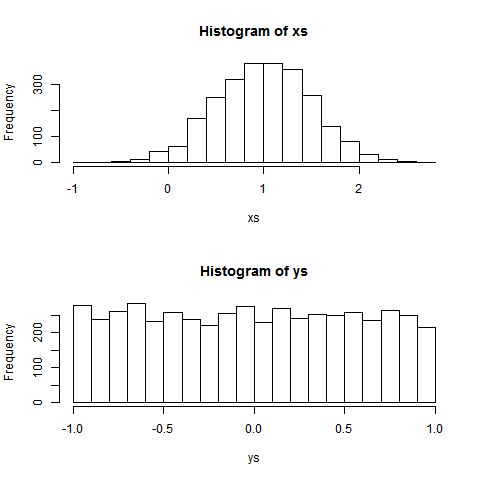 Histogram of xs
Frequency
300
100
0
-1 0 1 2
xs
Histogram of ys
Frequency
200
100
0
-1.0 -0.5 0.0 0.5 1.0
ys